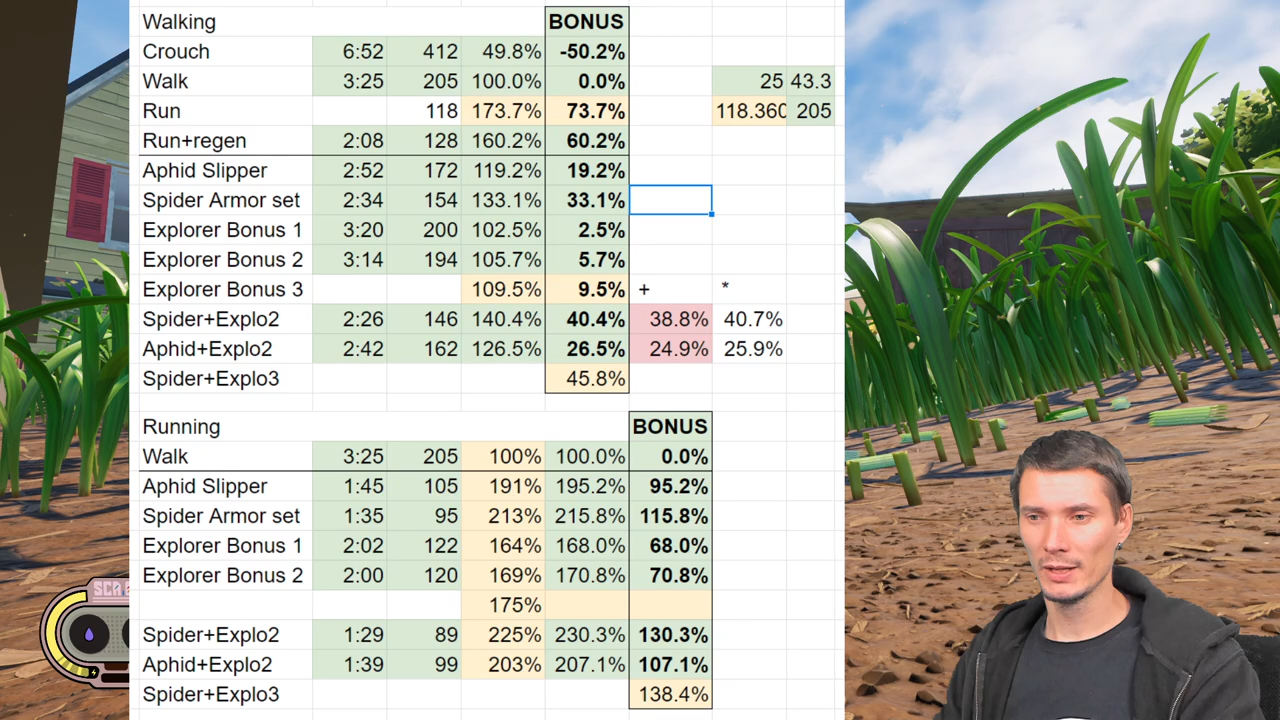 Walking BONUS
Crouch 6:52 412 49.8% -50.2%
Walk 3:25 205 100.0% 0.0% 25 43.3
Run 118 173.7% 73.7% 118.360 205
Run+regen 2:08 128 160.2% 60.2%
Aphid Slipper 2:52 172 119.2% 19.2%
Spider Armor set 2:34 154 133.1% 33.1%
Explorer Bonus 1 3:20 200 102.5% 2.5%
Explorer Bonus 2 3:14 194 105.7% 5.7%
Explorer Bonus 3 109.5% 9.5% + *
Spider+Explo2 2:26 146 140.4% 40.4% 38.8% 40.7%
Aphid+Explo2 2:42 162 126.5% 26.5% 24.9% 25.9%
Spider+Explo3 45.8%
Running BONUS
Walk 3:25 205 100% 100.0% 0.0%
Aphid Slipper 1:45 105 191% 195.2% 95.2%
Spider Armor set 1:35 95 213% 215.8% 115.8%
Explorer Bonus 1 2:02 122 164% 168.0% 68.0%
Explorer Bonus 2 2:00 120 169% 170.8% 70.8%
175%
Spider+Explo2 1:29 89 225% 230.3% 130.3%
Aphid+Explo2 1:39 99 203% 207.1% 107.1%
Spider+Explo3 138.4%